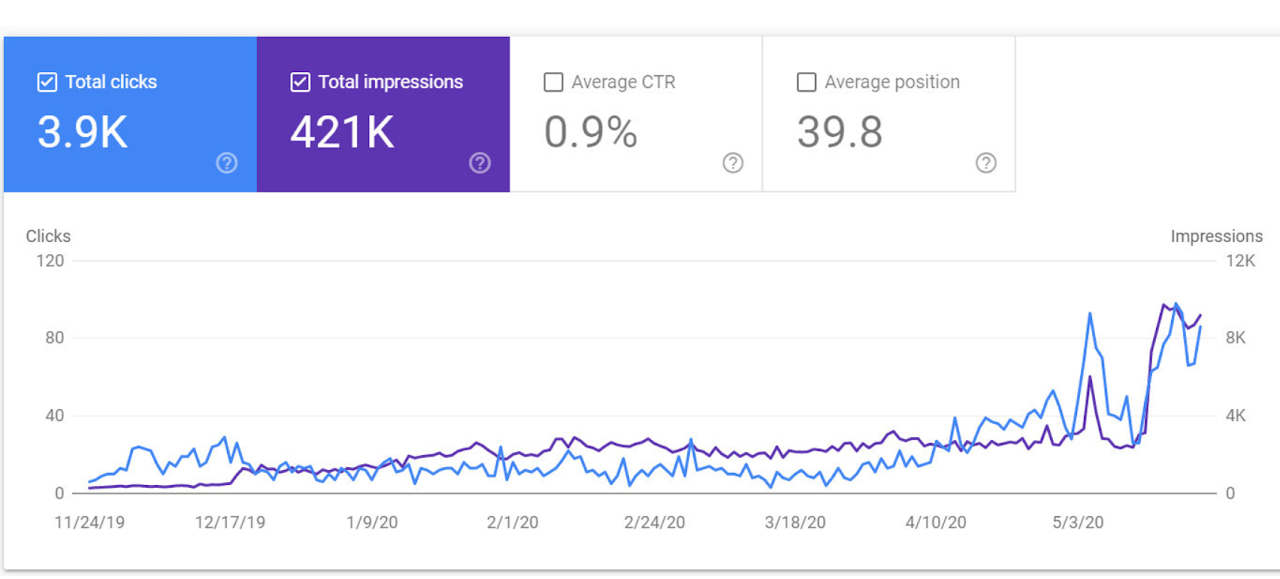 Total clicks
3.9K
Total impressions
421K
Average CTR
0.9%
Average position
39.8
Clicks
Impressions
120
12K
80
8K
40
4K
0
0
11/24/19
12/17/19
1/9/20
2/1/20
2/24/20
3/18/20
4/10/20
5/3/20